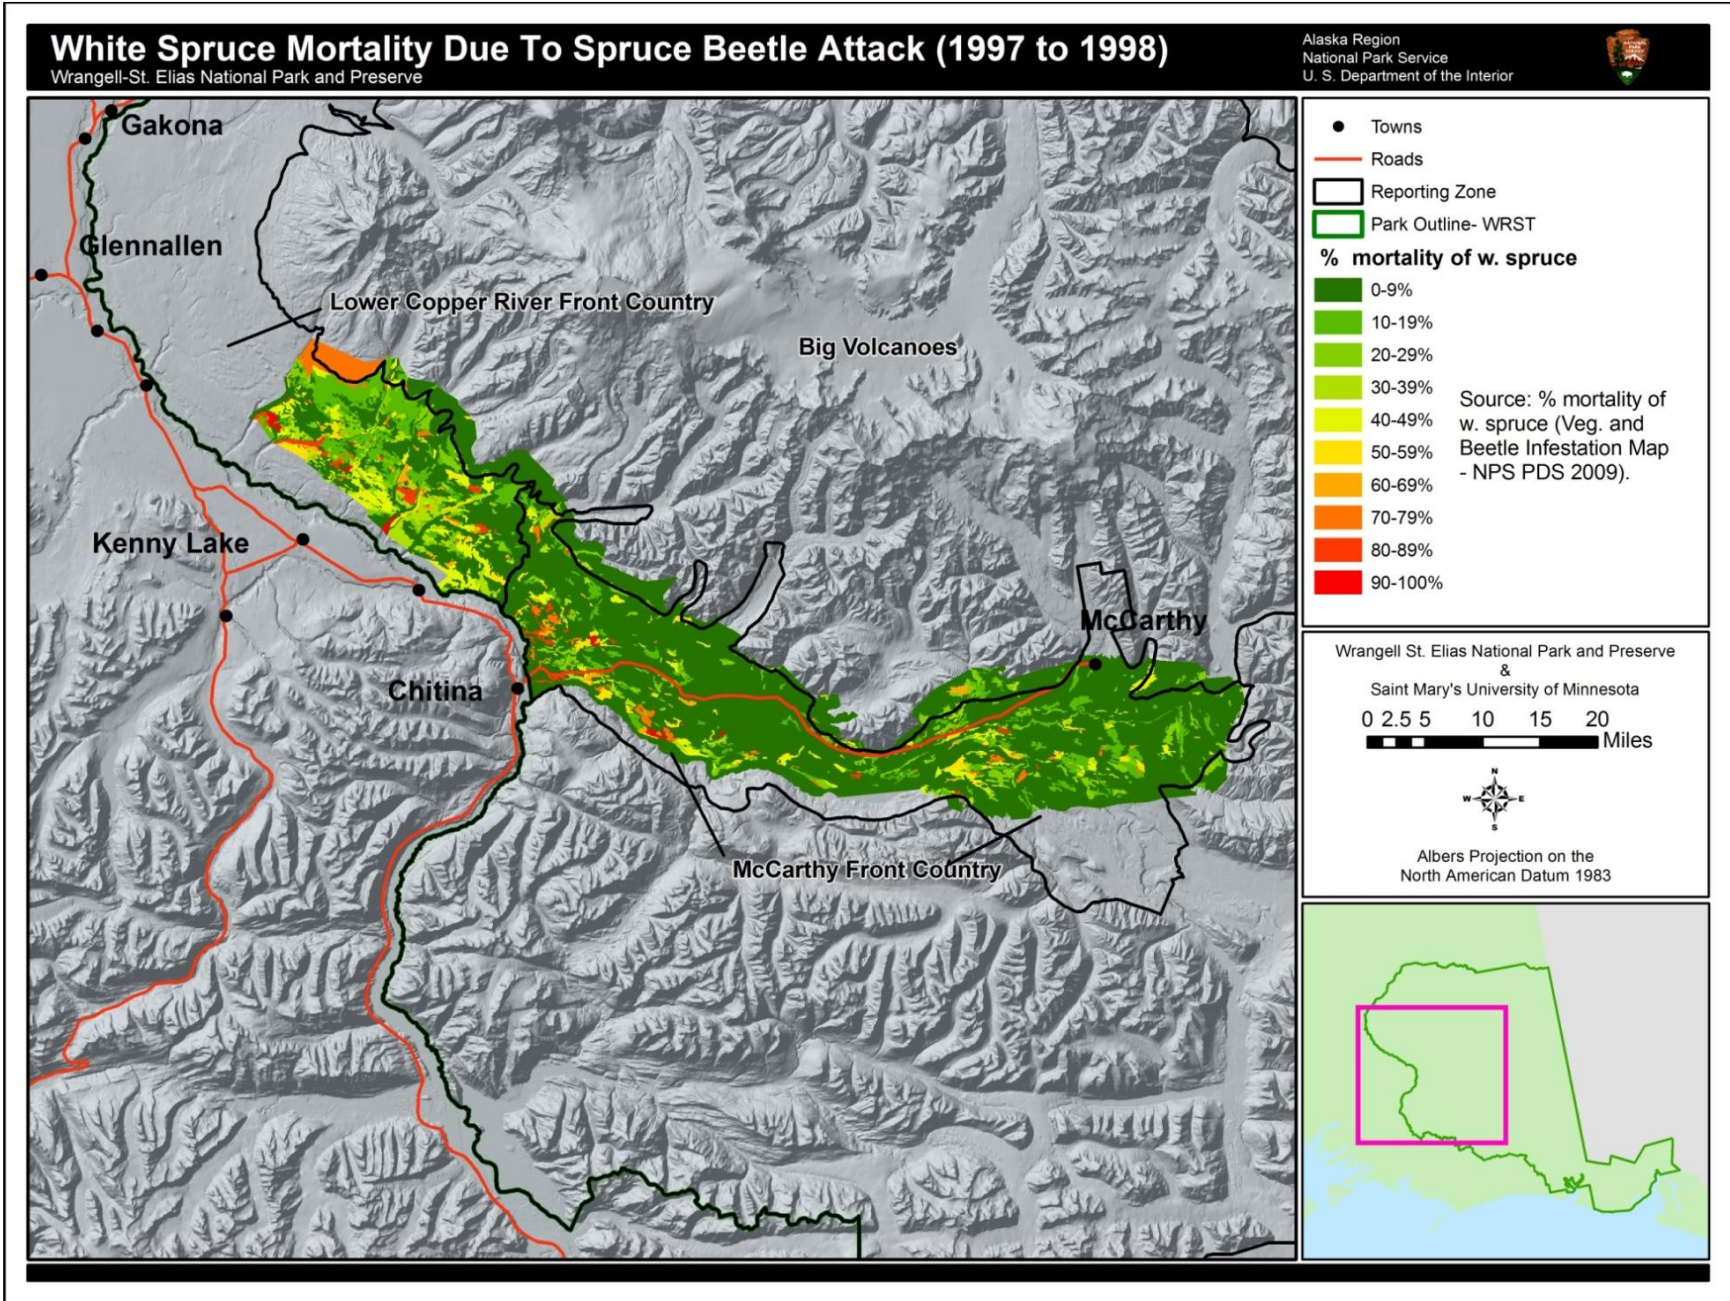 White Spruce Mortality Due To Spruce Beetle Attack (1997 to 1998)
Wrangell-St. Elias National Park and Preserve
Alaska Region
National Park Service
U. S. Department of the Interior
Gakona
Glennallen
Lower Copper River Front Country
Big Volcanoes
Kenny Lake
McCarthy
Chitina
McCarthy Front Country
Towns
Roads
Reporting Zone
Park Outline- WRST
% mortality of w. spruce
0-9%
10-19%
20-29%
30-39%
40-49%
50-59%
60-69%
70-79%
80-89%
90-100%
Source: % mortality of
w. spruce (Veg. and
Beetle Infestation Map
- NPS PDS 2009).
Wrangell St. Elias National Park and Preserve
&
Saint Mary's University of Minnesota
0 2.5 5 10 15 20
Miles
N
W E
S
Albers Projection on the
North American Datum 1983